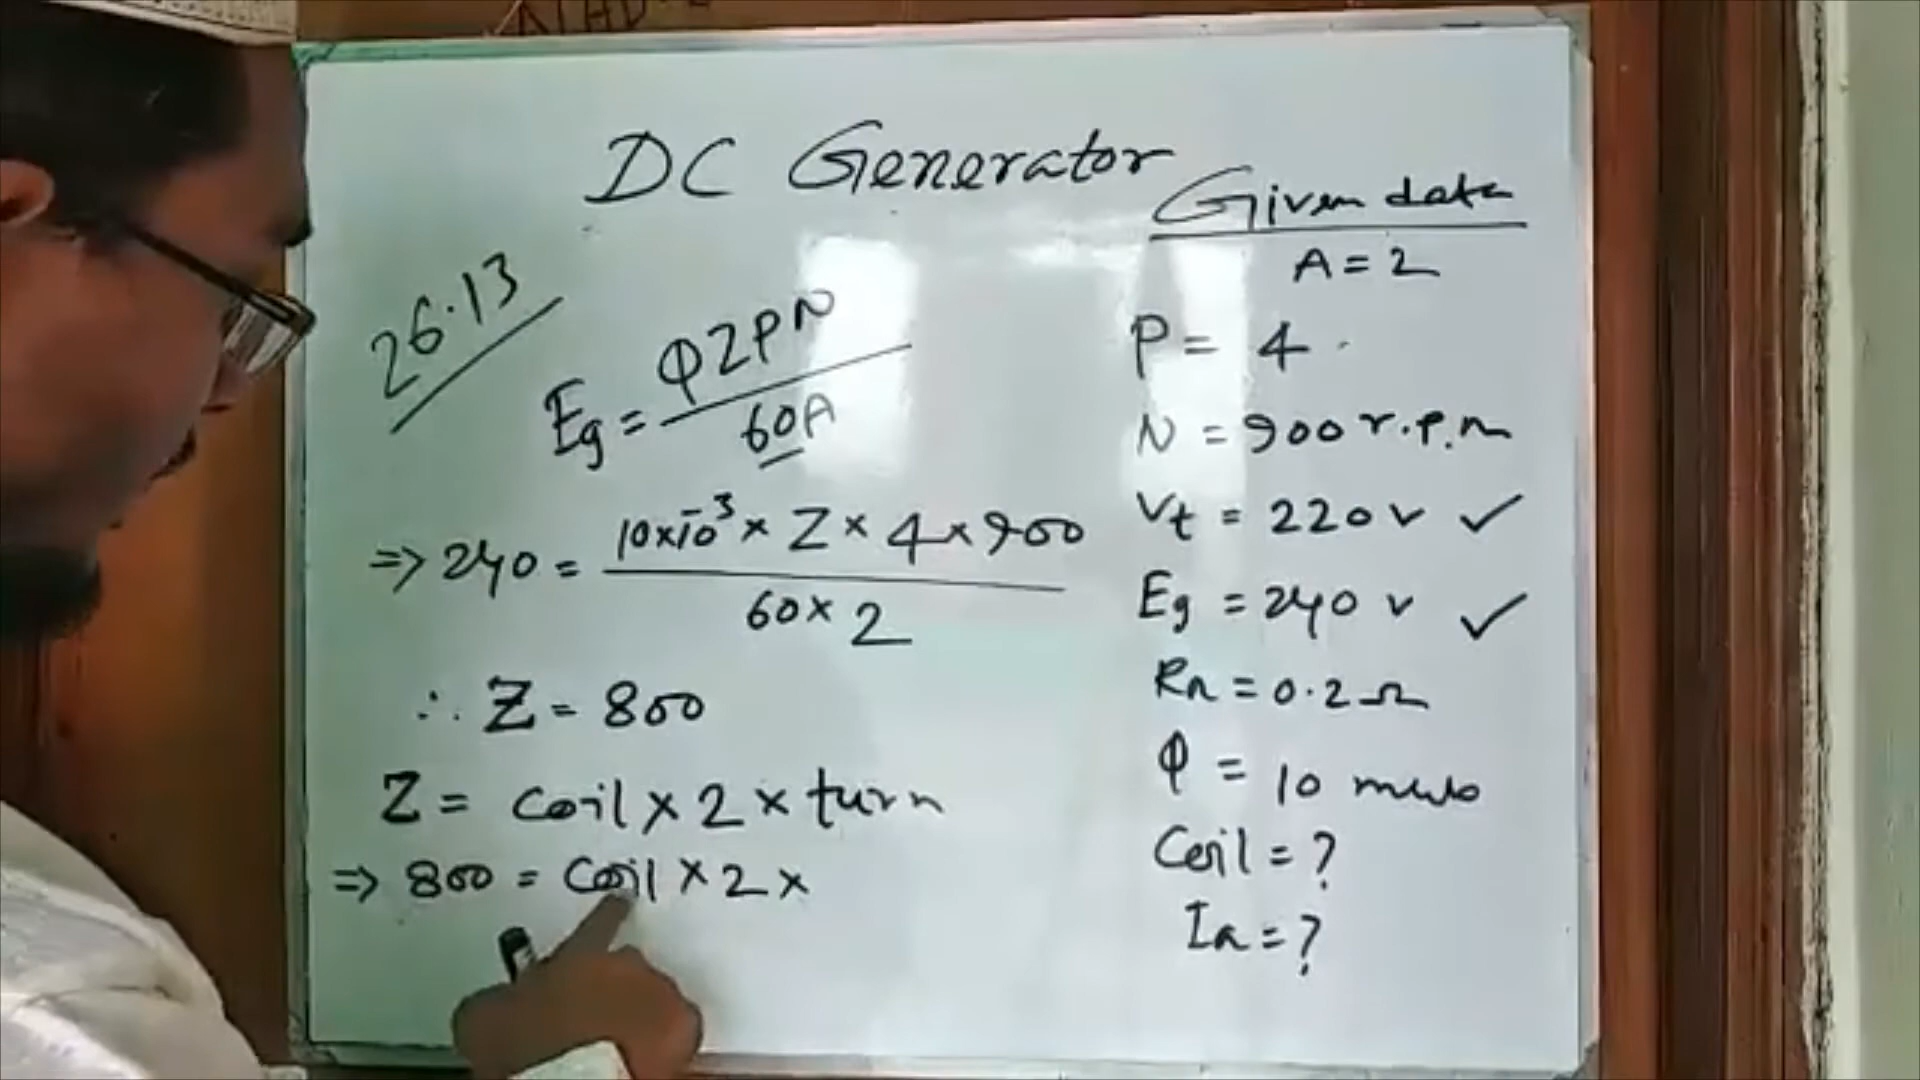 DC Generator
26.13
Eg = φZPN / 60A
⇒ 240 = 10×10⁻³ × Z × 4 × 900 / 60 × 2
∴ Z = 800
Z = Coil × 2 × turn
⇒ 800 = Coil × 2 ×
Given data
A = 2
P = 4
N = 900 r.p.m
Vt = 220 v ✓
Eg = 240 v ✓
Ra = 0.2 Ω
φ = 10
Coil = ?
Ia = ?